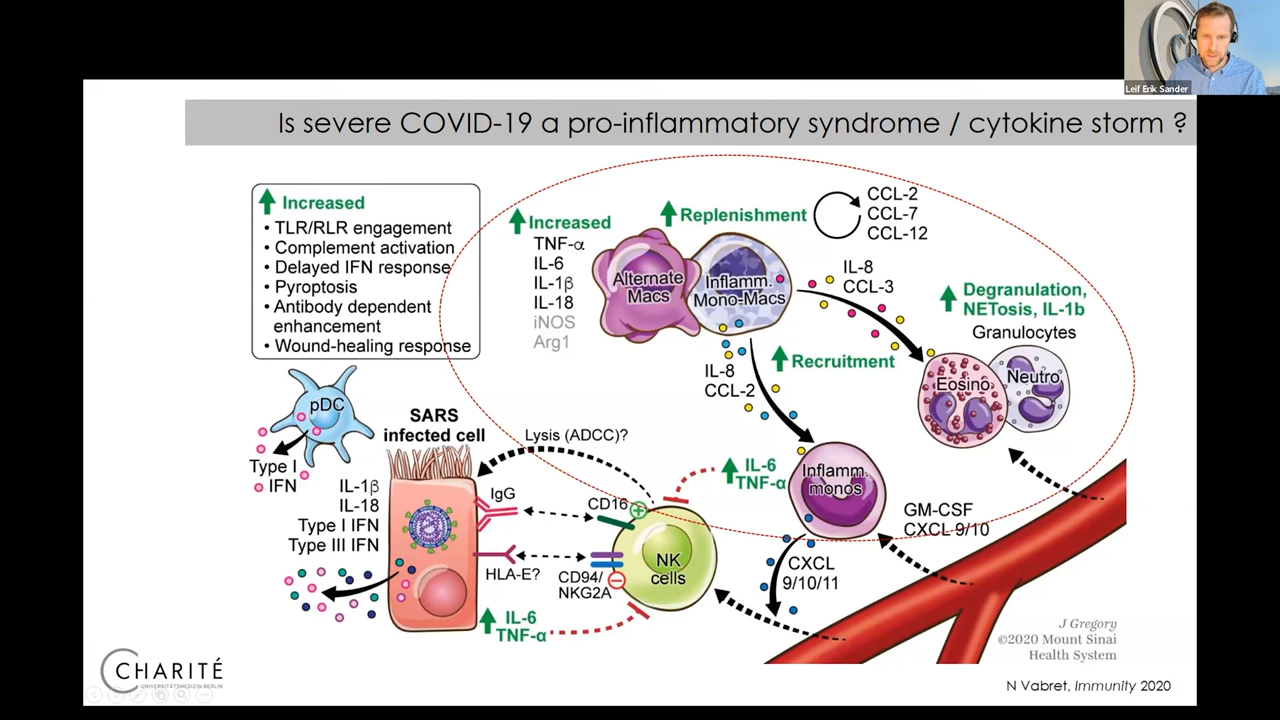 Leif Erik Sander
Is severe COVID-19 a pro-inflammatory syndrome / cytokine storm ?
Increased
• TLR/RLR engagement
• Complement activation
• Delayed IFN response
• Pyroptosis
• Antibody dependent
enhancement
• Wound-healing response
Increased
TNF-α
IL-6
IL-1β
IL-18
iNOS
Arg1
Replenishment
CCL-2
CCL-7
CCL-12
Alternate
Macs
Inflamm.
Mono-Macs
IL-8
CCL-3
Degranulation,
NETosis, IL-1b
Granulocytes
Eosino
Neutro
Recruitment
IL-8
CCL-2
pDC
Type I
IFN
SARS
infected cell
Lysis (ADCC)?
IL-6
TNF-α
Inflamm.
monos
IL-1β
IL-18
Type I IFN
Type III IFN
IgG
CD16
HLA-E?
CD94/
NKG2A
NK
cells
GM-CSF
CXCL 9/10
CXCL
9/10/11
IL-6
TNF-α
J Gregory
©2020 Mount Sinai
Health System
CHARITÉ
UNIVERSITÄTSMEDIZIN BERLIN
N Vabret, Immunity 2020